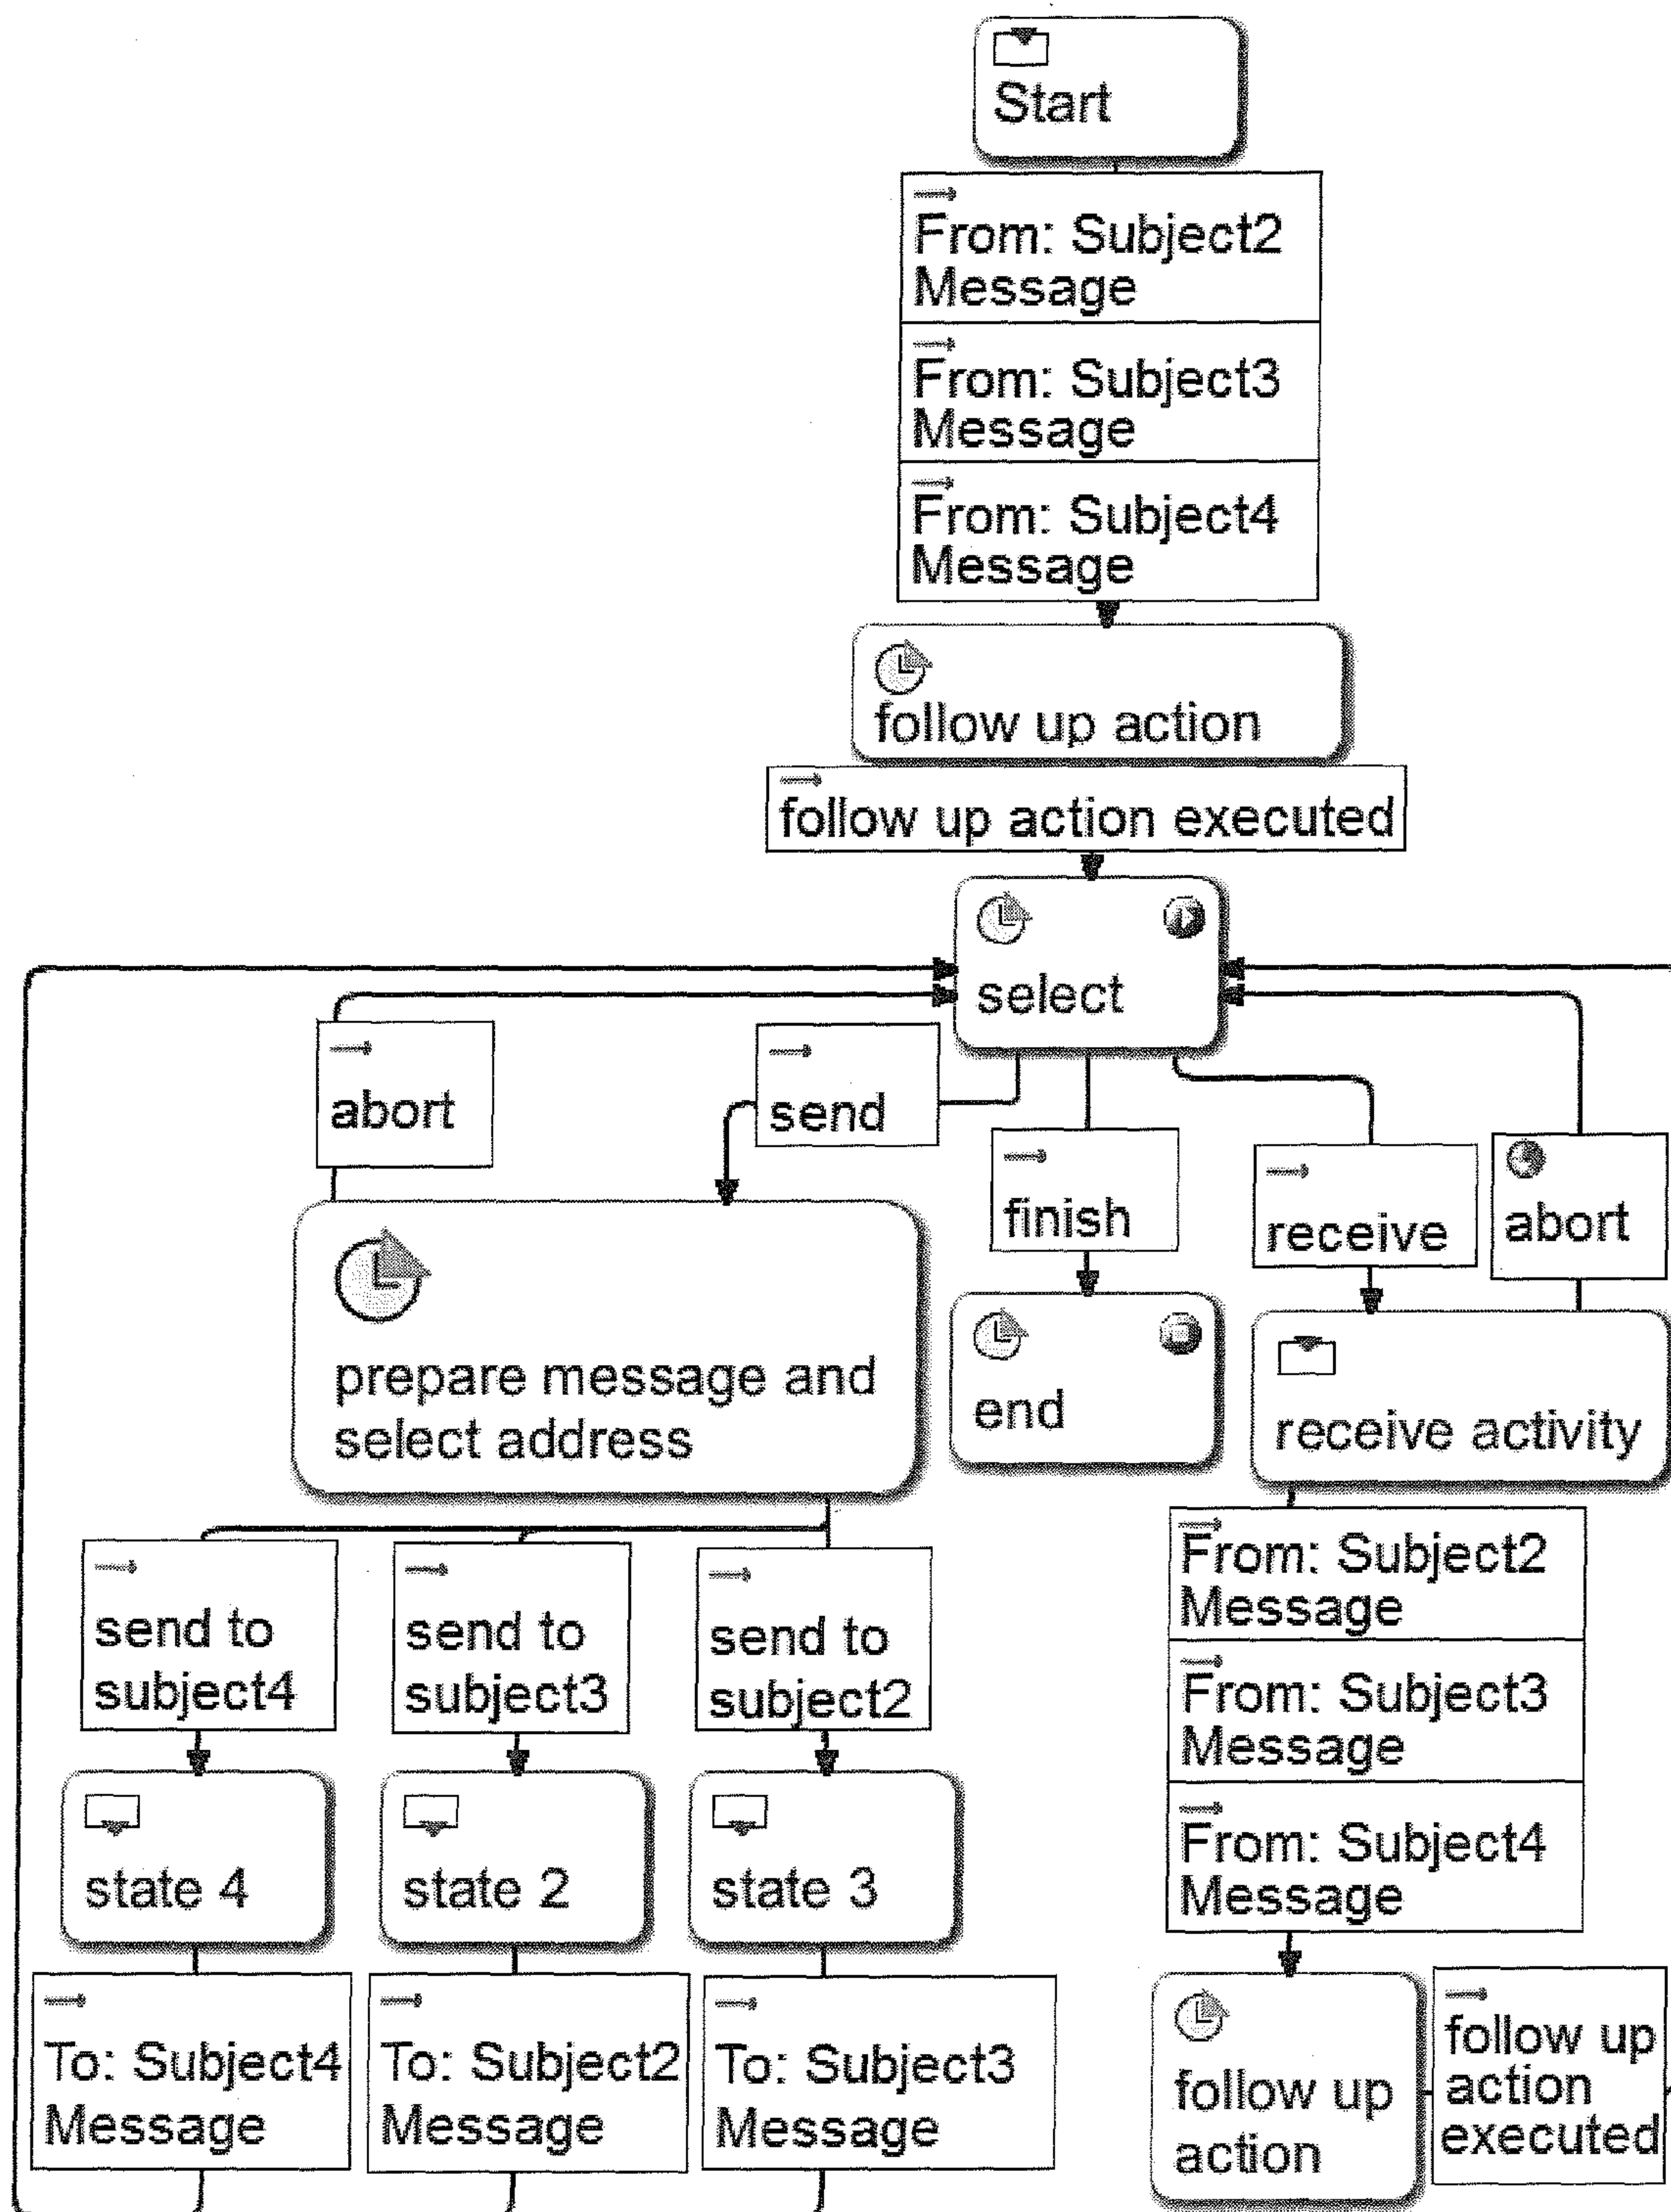 Start
From: Subject2
Message
From: Subject3
Message
From: Subject4
Message
follow up action
follow up action executed
select
abort
send
finish
receive
abort
prepare message and
select address
end
receive activity
send to
subject4
send to
subject3
send to
subject2
From: Subject2
Message
From: Subject3
Message
From: Subject4
Message
state 4
state 2
state 3
To: Subject4
Message
To: Subject2
Message
To: Subject3
Message
follow up
action
follow up
action
executed